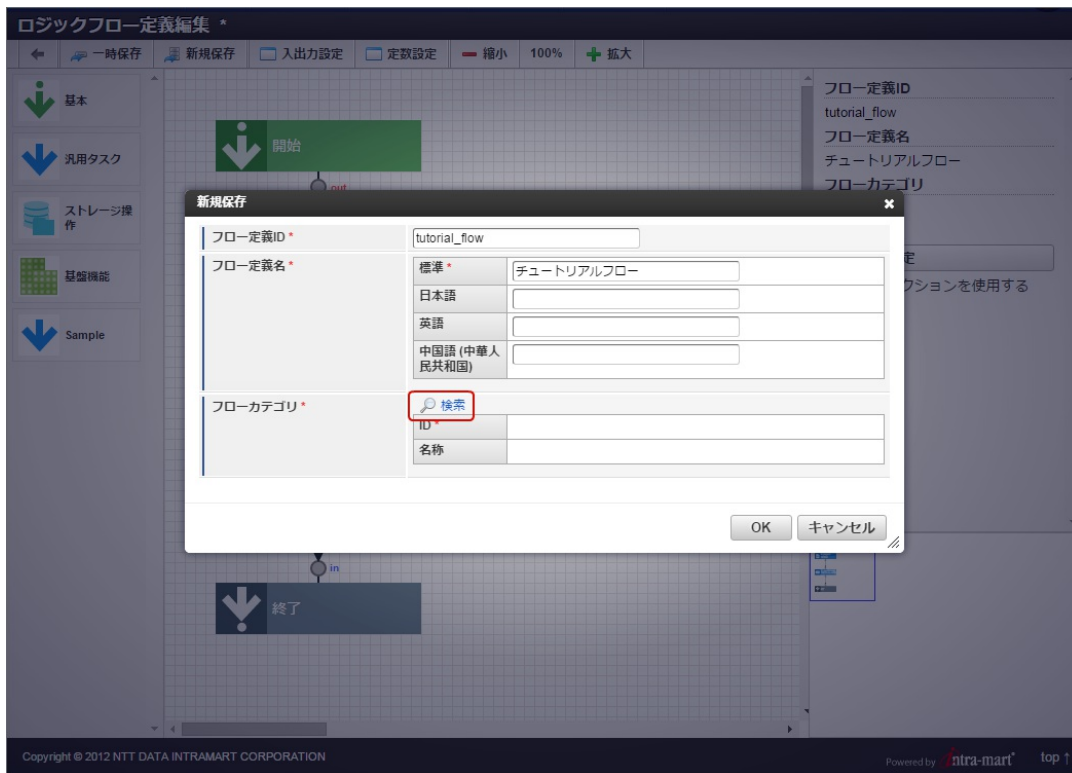 ロジックフロー定義編集 *
一時保存 新規保存 入出力設定 定数設定 縮小 100% 拡大
基本
汎用タスク
ストレージ操
作
基盤機能
Sample
開始
out
フロー定義ID
tutorial_flow
フロー定義名
チュートリアルフロー
フローカテゴリ
定
クションを使用する
新規保存
フロー定義ID * tutorial_flow
フロー定義名 * 標準 * チュートリアルフロー
日本語
英語
中国語 (中華人
民共和国)
フローカテゴリ * 検索
ID *
名称
OK キャンセル
in
終了
Copyright © 2012 NTT DATA INTRAMART CORPORATION
Powered by intra-mart top ↑